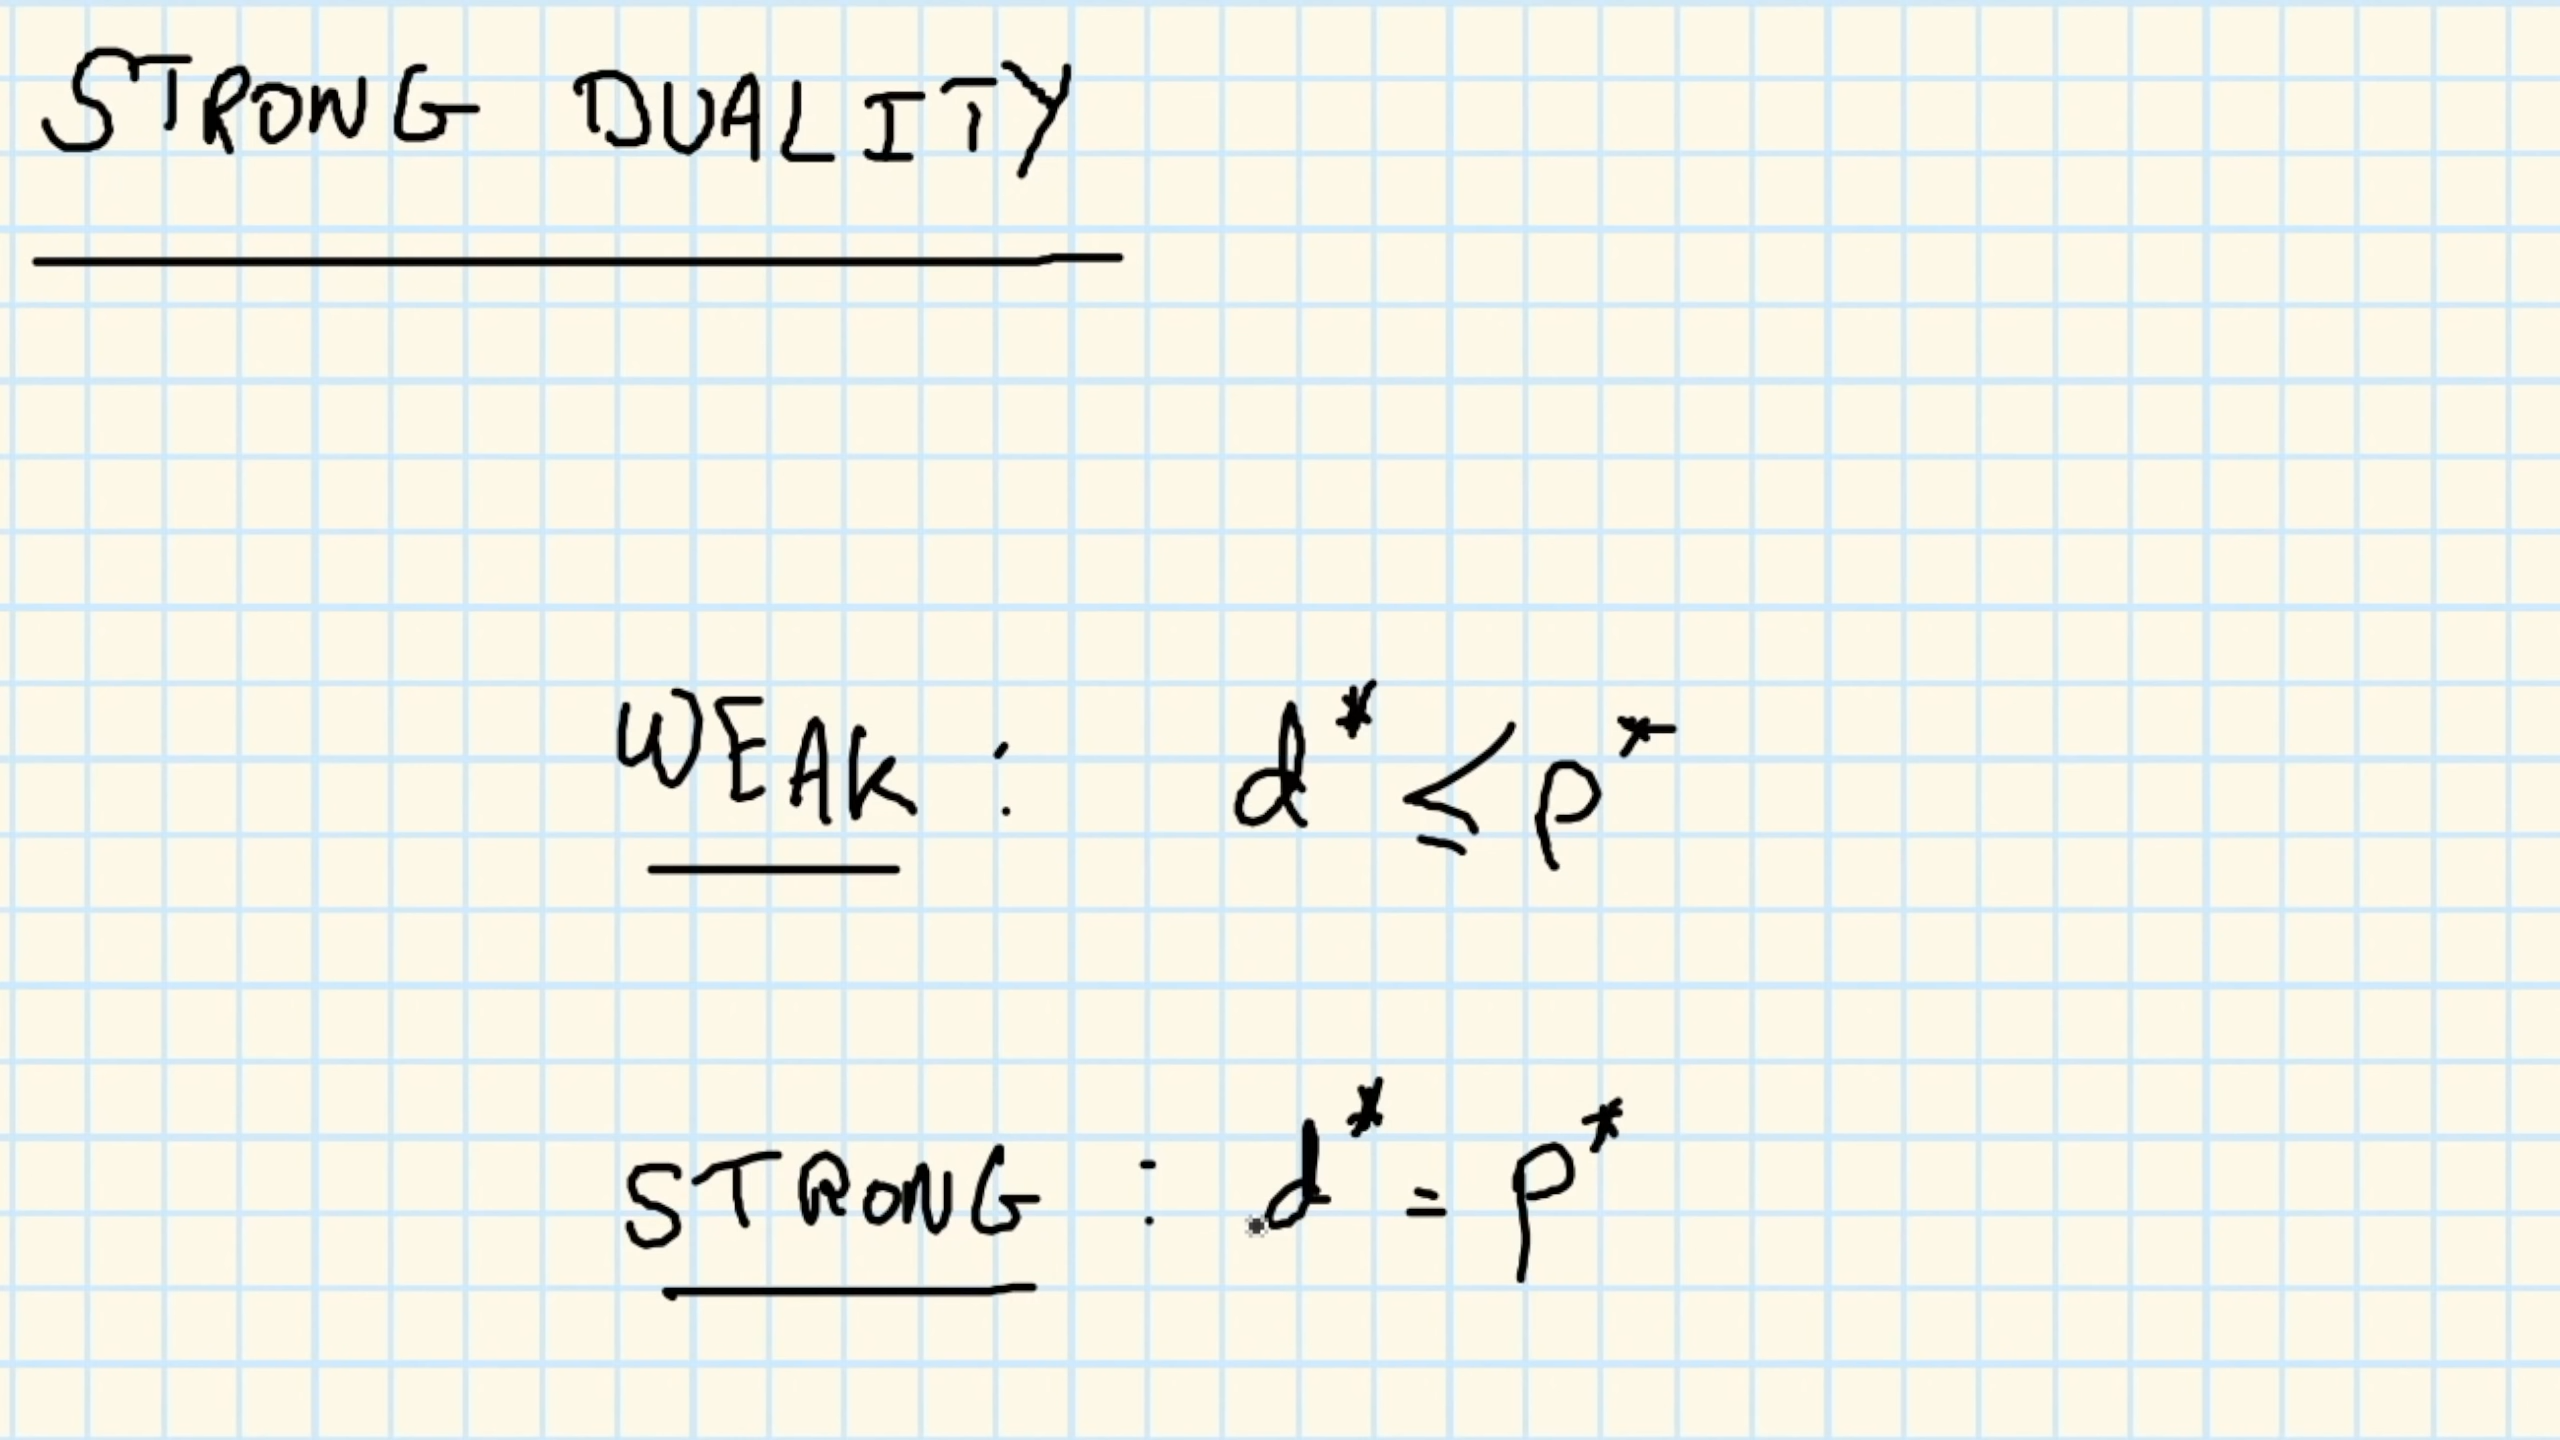 STRONG DUALITY
WEAK : d* ≤ p*
STRONG : d* = p*